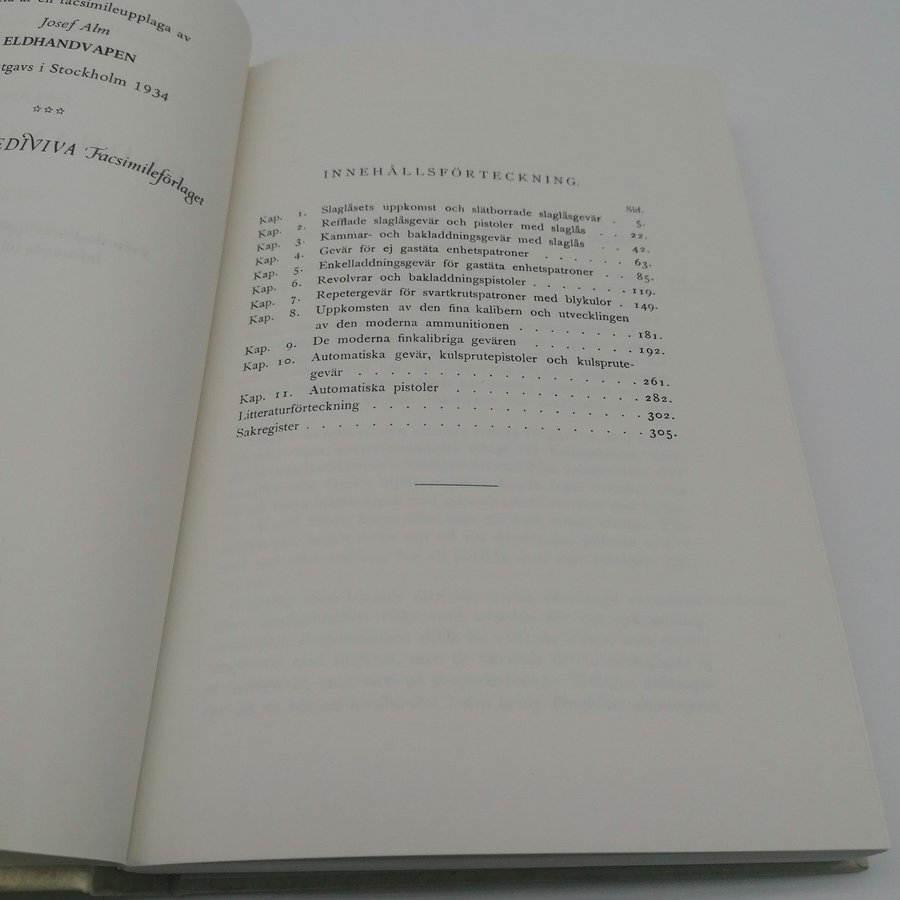 en facsimileupplaga av
Josef Alm
ELDHANDVAPEN
i Stockholm 1934
☆☆☆
Facsimileförlaget
INNEHÅLLSFÖRTECKNING.
Sid.
Kap. 1. Slaglåsets uppkomst och slätborrade slaglåsgevär . 5.
Kap. 2. Refflade slaglåsgevär och pistoler med slaglås . . 22.
Kap. 3. Kammar- och bakladdningsgevär med slaglås . . 42.
Kap. 4. Gevär för ej gastäta enhetspatroner . . . . . . 63.
Kap. 5. Enkelladdningsgevär för gastäta enhetspatroner . . 85.
Kap. 6. Revolvrar och bakladdningspistoler . . . . . . . 119.
Kap. 7. Repetergevär för svartkrutspatroner med blykulor . 149.
Kap. 8. Uppkomsten av den fina kalibern och utvecklingen
av den moderna ammunitionen . . . . . . . . 181.
Kap. 9. De moderna finkalibriga gevären . . . . . . . 192.
Kap. 10. Automatiska gevär, kulsprutepistoler och kulsprute-
gevär . . . . . . . . . . . . . . . . . 261.
Kap. 11. Automatiska pistoler . . . . . . . . . . . 282.
Litteraturförteckning . . . . . . . . . . . . . . . . 302.
Sakregister . . . . . . . . . . . . . . . . . . . . 305.